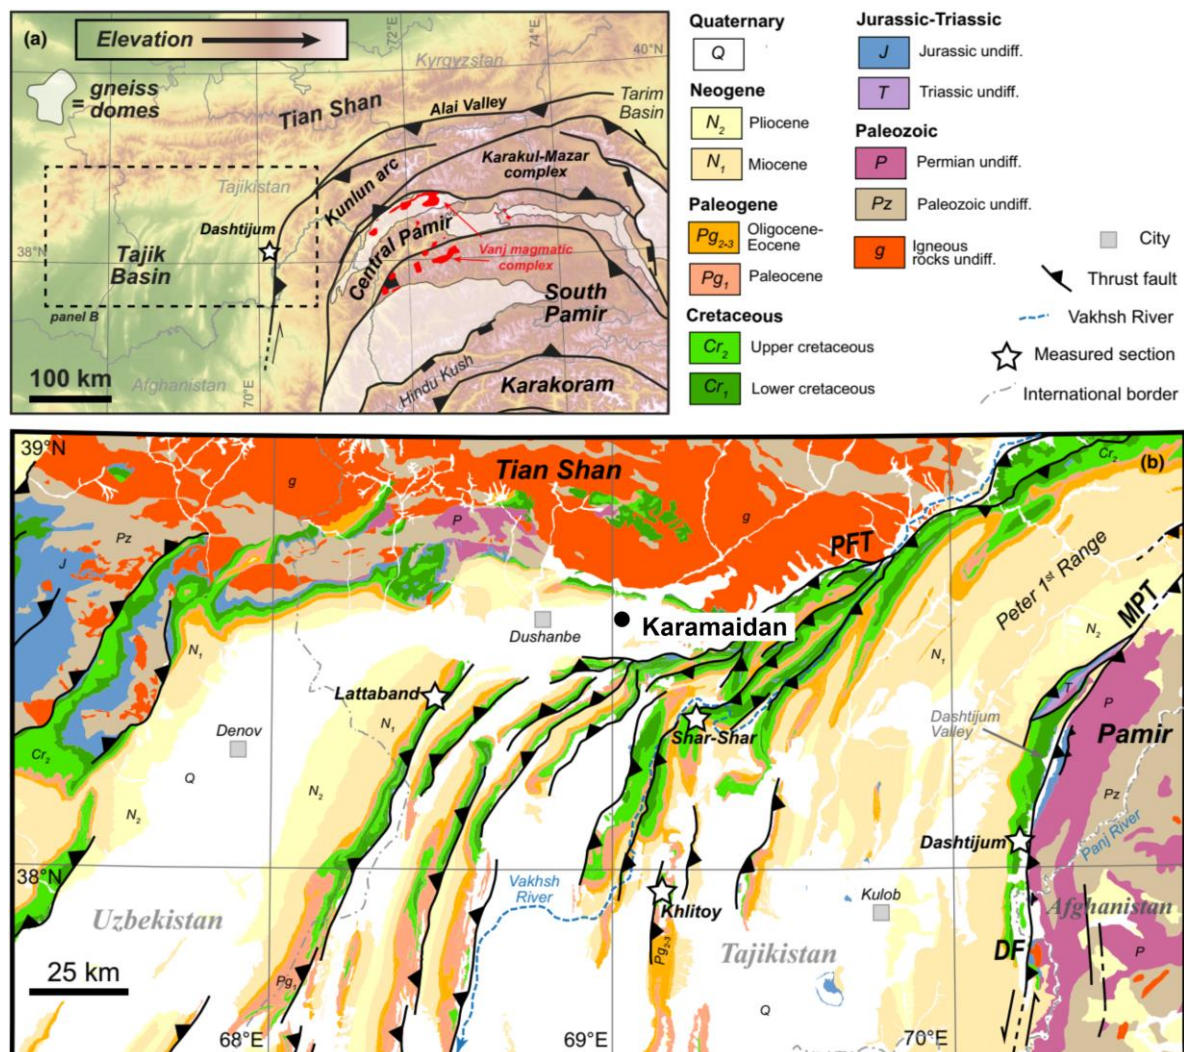 (a)
Elevation
72°E
74°E
40°N
Kyrgyzstan
gneiss
= domes
Tian Shan
Alai Valley
Tarim
Basin
Karakul-Mazar
complex
Kunlun arc
Tajikistan
Dashtijum
38°N
Tajik
Basin
Central Pamir
Vanj magmatic
complex
South
Pamir
panel B
Afghanistan
70°E
Hindu Kush
Karakoram
100 km
Quaternary
Q
Neogene
N2 Pliocene
N1 Miocene
Paleogene
Pg2-3 Oligocene-
Eocene
Pg1 Paleocene
Cretaceous
Cr2 Upper cretaceous
Cr1 Lower cretaceous
Jurassic-Triassic
J Jurassic undiff.
T Triassic undiff.
Paleozoic
P Permian undiff.
Pz Paleozoic undiff.
g Igneous
rocks undiff.
City
Thrust fault
Vakhsh River
Measured section
International border
39°N
(b)
Tian Shan
Cr2
g
P
Pz
g
J
PFT
Peter 1st Range
MPT
Dushanbe
Karamaidan
N2
N1
N1
Lattaband
N1
T
P
Denov
Shar-Shar
Dashtijum
Valley
Pamir
Cr2
Q
N2
N2
Pz
Panj River
Dashtijum
38°N
Vakhsh
River
Khlitoy
Kulob
Uzbekistan
Afghanistan
Tajikistan
Pg2-3
DF
P
25 km
Pg1
Q
68°E
69°E
70°E